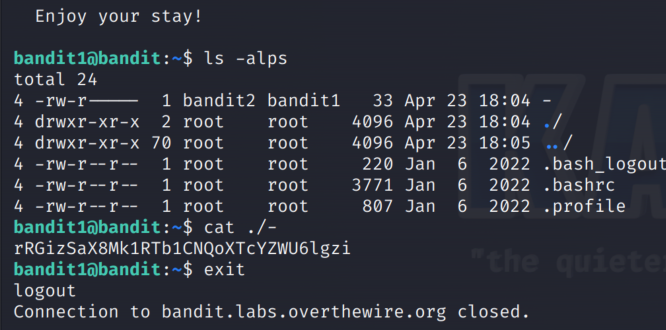 Enjoy your stay!
bandit1@bandit:~$ ls -alps
total 24
4 -rw-r----- 1 bandit2 bandit1 33 Apr 23 18:04 -
4 drwxr-xr-x 2 root root 4096 Apr 23 18:04 ./
4 drwxr-xr-x 70 root root 4096 Apr 23 18:05 ../
4 -rw-r--r-- 1 root root 220 Jan 6 2022 .bash_logout
4 -rw-r--r-- 1 root root 3771 Jan 6 2022 .bashrc
4 -rw-r--r-- 1 root root 807 Jan 6 2022 .profile
bandit1@bandit:~$ cat ./-
rRGizSaX8Mk1RTb1CNQoXTcYZWU6lgzi
bandit1@bandit:~$ exit
logout
Connection to bandit.labs.overthewire.org closed.
"the quiete